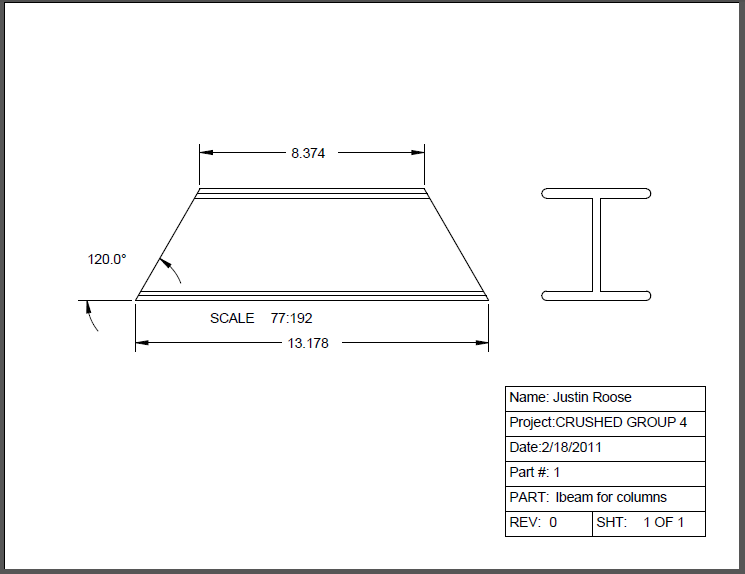 8.374
120.0°
SCALE 77:192
13.178
Name: Justin Roose
Project:CRUSHED GROUP 4
Date:2/18/2011
Part #: 1
PART: Ibeam for columns
REV: 0 SHT: 1 OF 1